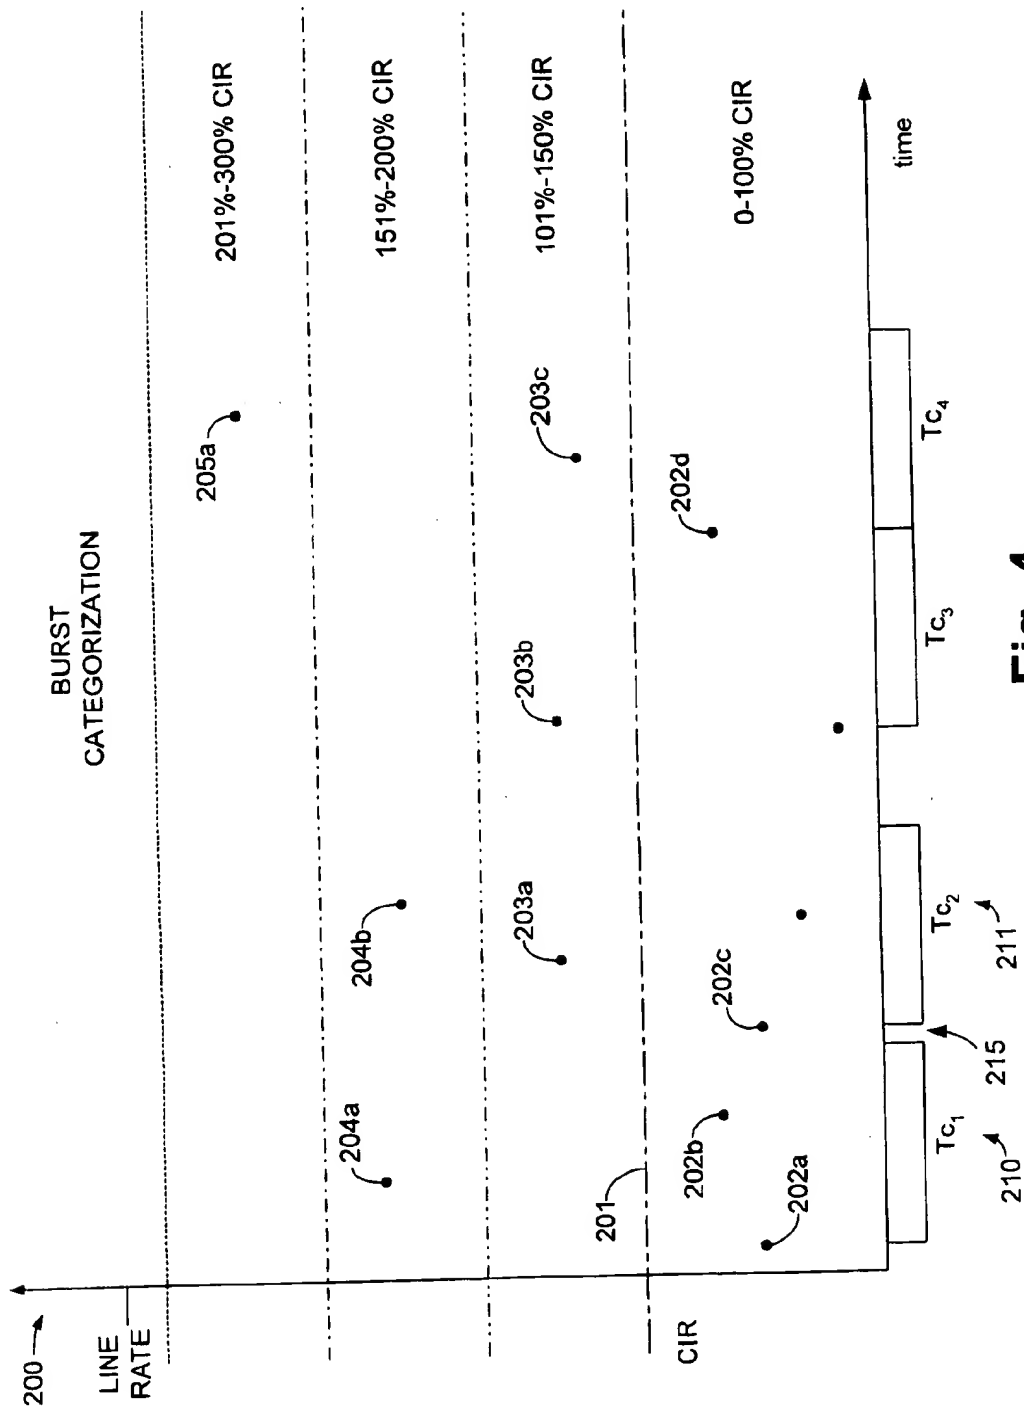 BURST
CATEGORIZATION
200
LINE
RATE
201%-300% CIR
205a
151%-200% CIR
204a
204b
101%-150% CIR
203a
203b
203c
201
CIR
0-100% CIR
202a
202b
202c
202d
time
Tc1
Tc2
Tc3
Tc4
210
215
211